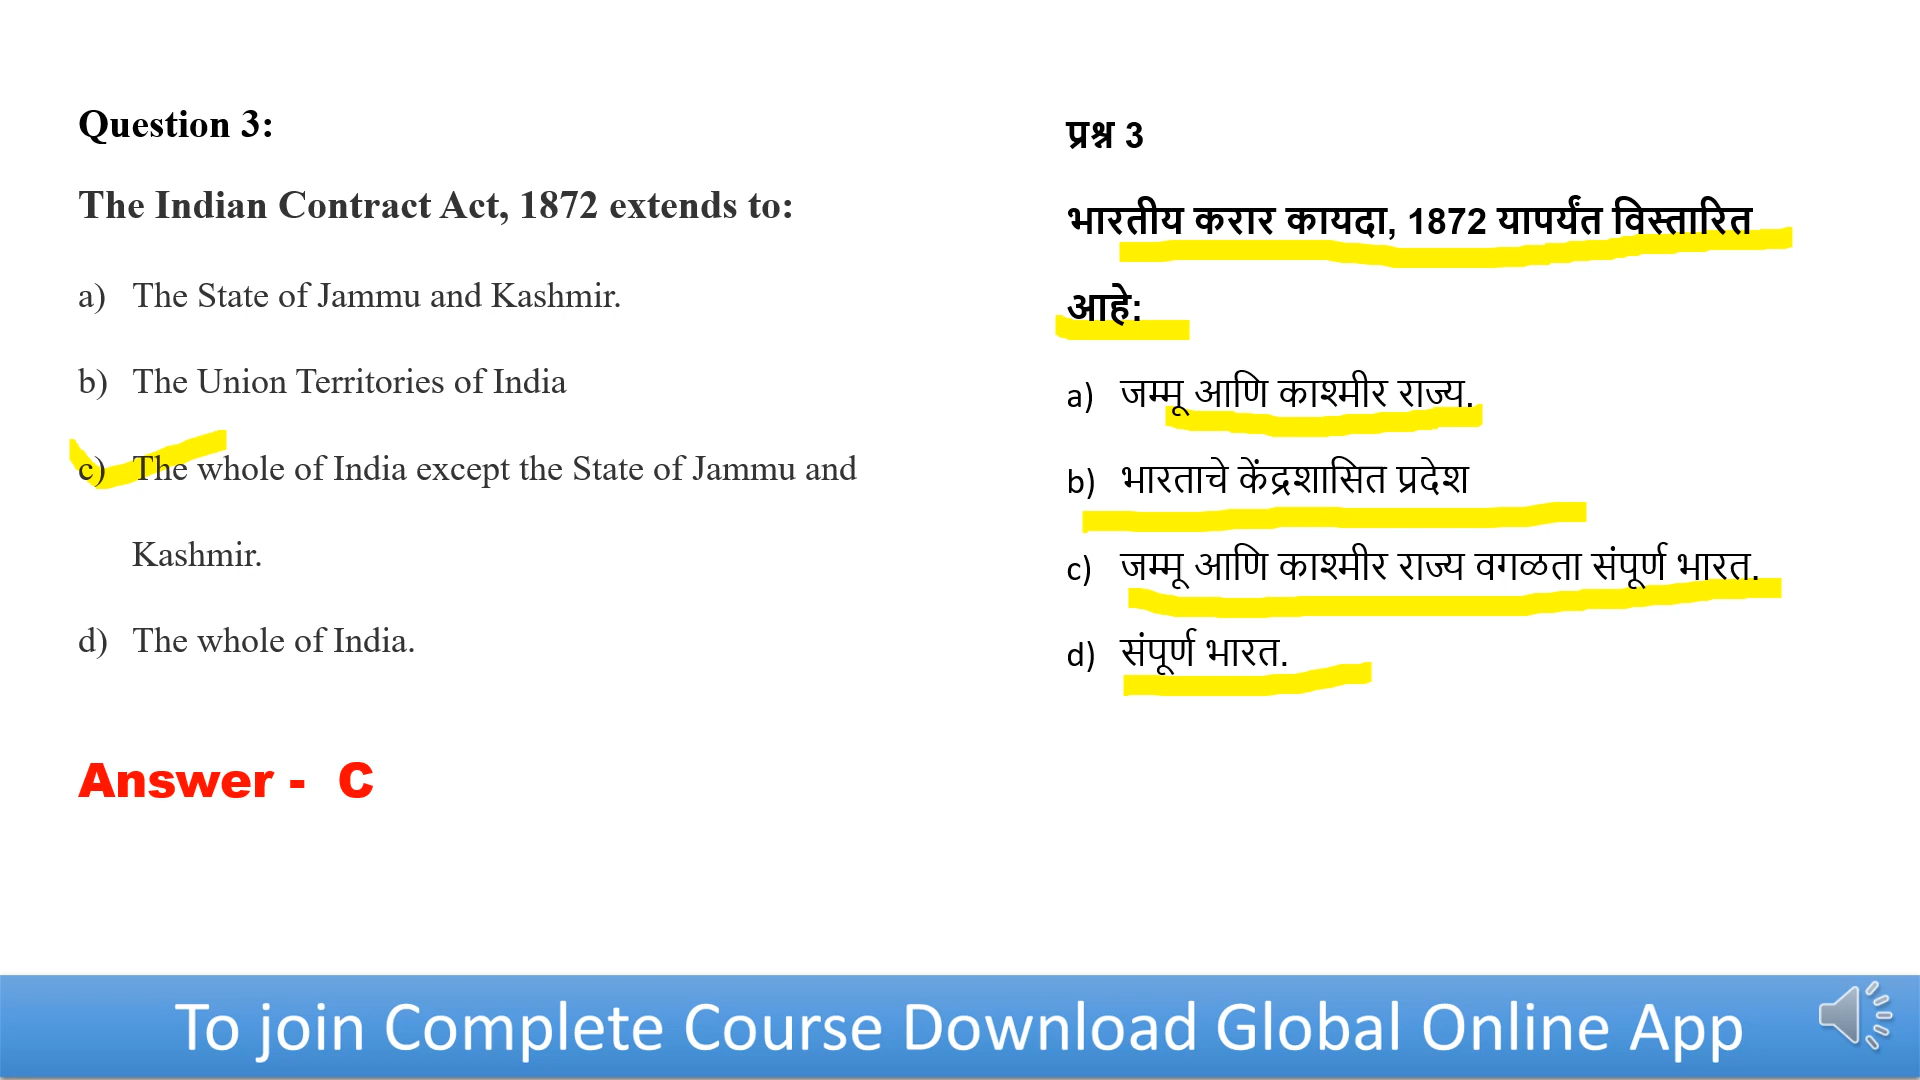 Question 3:
The Indian Contract Act, 1872 extends to:
a) The State of Jammu and Kashmir.
b) The Union Territories of India
c) The whole of India except the State of Jammu and
Kashmir.
d) The whole of India.
Answer - C
प्रश्न 3
भारतीय करार कायदा, 1872 यापर्यंत विस्तारित
आहे:
a) जम्मू आणि काश्मीर राज्य.
b) भारताचे केंद्रशासित प्रदेश
c) जम्मू आणि काश्मीर राज्य वगळता संपूर्ण भारत.
d) संपूर्ण भारत.
To join Complete Course Download Global Online App